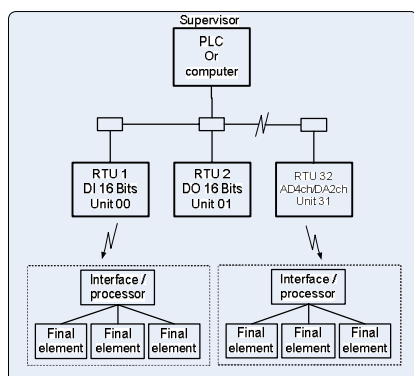 Supervisor
PLC
Or
computer
RTU 1
DI 16 Bits
Unit 00
RTU 2
DO 16 Bits
Unit 01
RTU 32
AD4ch/DA2ch
Unit 31
Interface /
processor
Final
element
Final
element
Final
element
Interface /
processor
Final
element
Final
element
Final
element